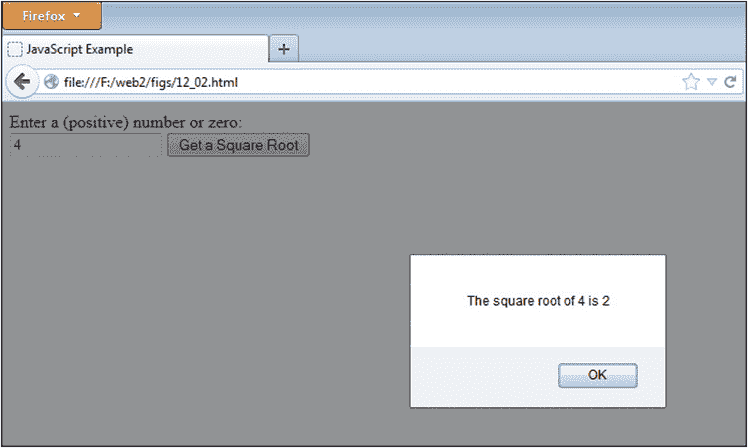 Firefox
JavaScript Example
file:///F:/web2/figs/12_02.html
Enter a (positive) number or zero:
4 Get a Square Root
The square root of 4 is 2
OK